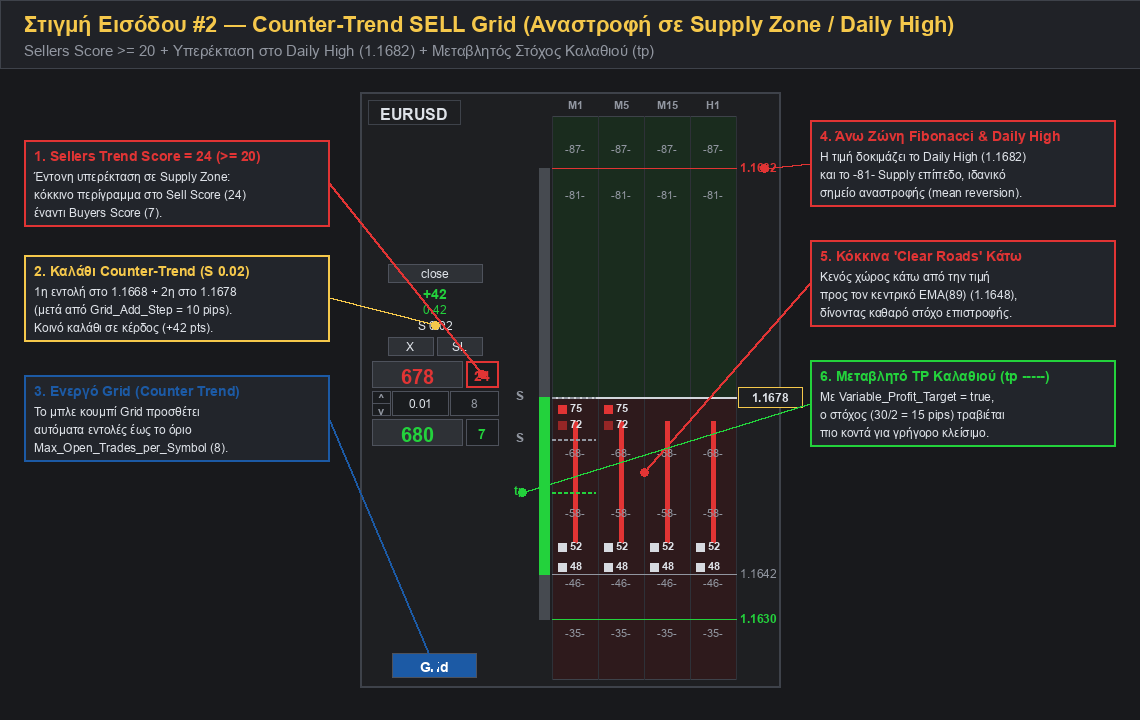 Στιγμή Εισόδου #2 — Counter-Trend SELL Grid (Αναστροφή σε Supply Zone / Daily High)
Sellers Score >= 20 + Υπερέκταση στο Daily High (1.1682) + Μεταβλητός Στόχος Καλαθιού (tp)
1. Sellers Trend Score = 24 (>= 20)
Έντονη υπερέκταση σε Supply Zone:
κόκκινο περίγραμμα στο Sell Score (24)
έναντι Buyers Score (7).
2. Καλάθι Counter-Trend (S 0.02)
1η εντολή στο 1.1668 + 2η στο 1.1678
(μετά από Grid_Add_Step = 10 pips).
Κοινό καλάθι σε κέρδος (+42 pts).
3. Ενεργό Grid (Counter Trend)
Το μπλε κουμπί Grid προσθέτει
αυτόματα εντολές έως το όριο
Max_Open_Trades_per_Symbol (8).
EURUSD
close
+42
0.42
S 0.02
X SL
678 24
^ v 0.01 8
680 7
Grid
S
S
tp
M1 M5 M15 H1
-87- -87- -87- -87-
1.1682
-81- -81- -81- -81-
1.1678
75 75
72 72
-68- -68- -68- -68-
-58- -58- -58- -58-
52 52 52 52
48 48 48 48
1.1642
-46- -46- -46- -46-
1.1630
-35- -35- -35- -35-
4. Άνω Ζώνη Fibonacci & Daily High
Η τιμή δοκιμάζει το Daily High (1.1682)
και το -81- Supply επίπεδο, ιδανικό
σημείο αναστροφής (mean reversion).
5. Κόκκινα 'Clear Roads' Κάτω
Κενός χώρος κάτω από την τιμή
προς τον κεντρικό EMA(89) (1.1648),
δίνοντας καθαρό στόχο επιστροφής.
6. Μεταβλητό TP Καλαθιού (tp -----)
Με Variable_Profit_Target = true,
ο στόχος (30/2 = 15 pips) τραβιέται
πιο κοντά για γρήγορο κλείσιμο.